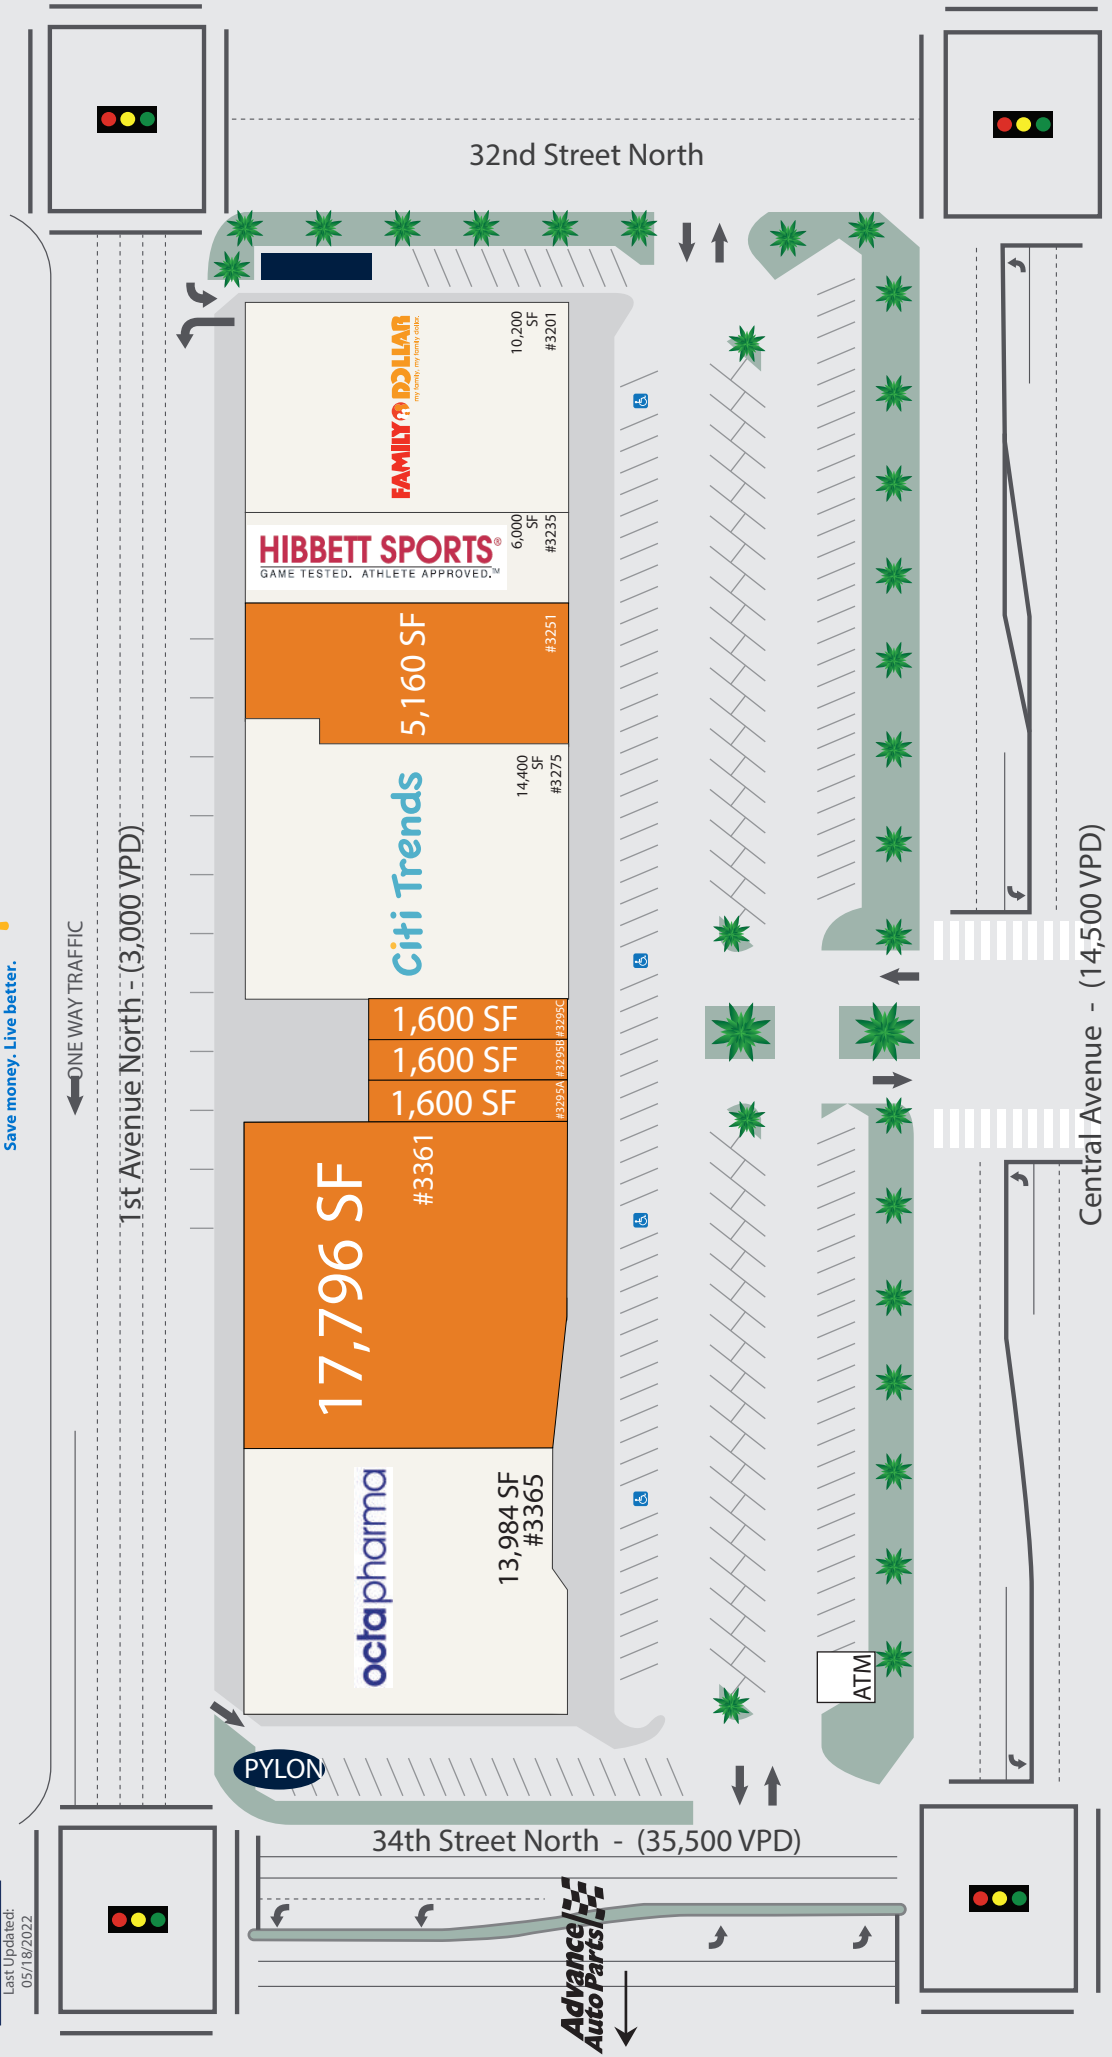 32nd Street North
FAMILY DOLLAR
my family. my family dollar.
10,200
SF
#3201
HIBBETT SPORTS®
GAME TESTED. ATHLETE APPROVED.™
6,000
SF
#3235
5,160 SF
#3251
Citi Trends
14,400
SF
#3275
1,600 SF
#3295C
1,600 SF
#3295B
1,600 SF
#3295A
17,796 SF
#3361
octapharma
13,984 SF
#3365
Save money. Live better.
ONE WAY TRAFFIC
1st Avenue North - (3,000 VPD)
Central Avenue - (14,500 VPD)
ATM
PYLON
34th Street North - (35,500 VPD)
Advance
Auto Parts
Last Updated:
05/18/2022